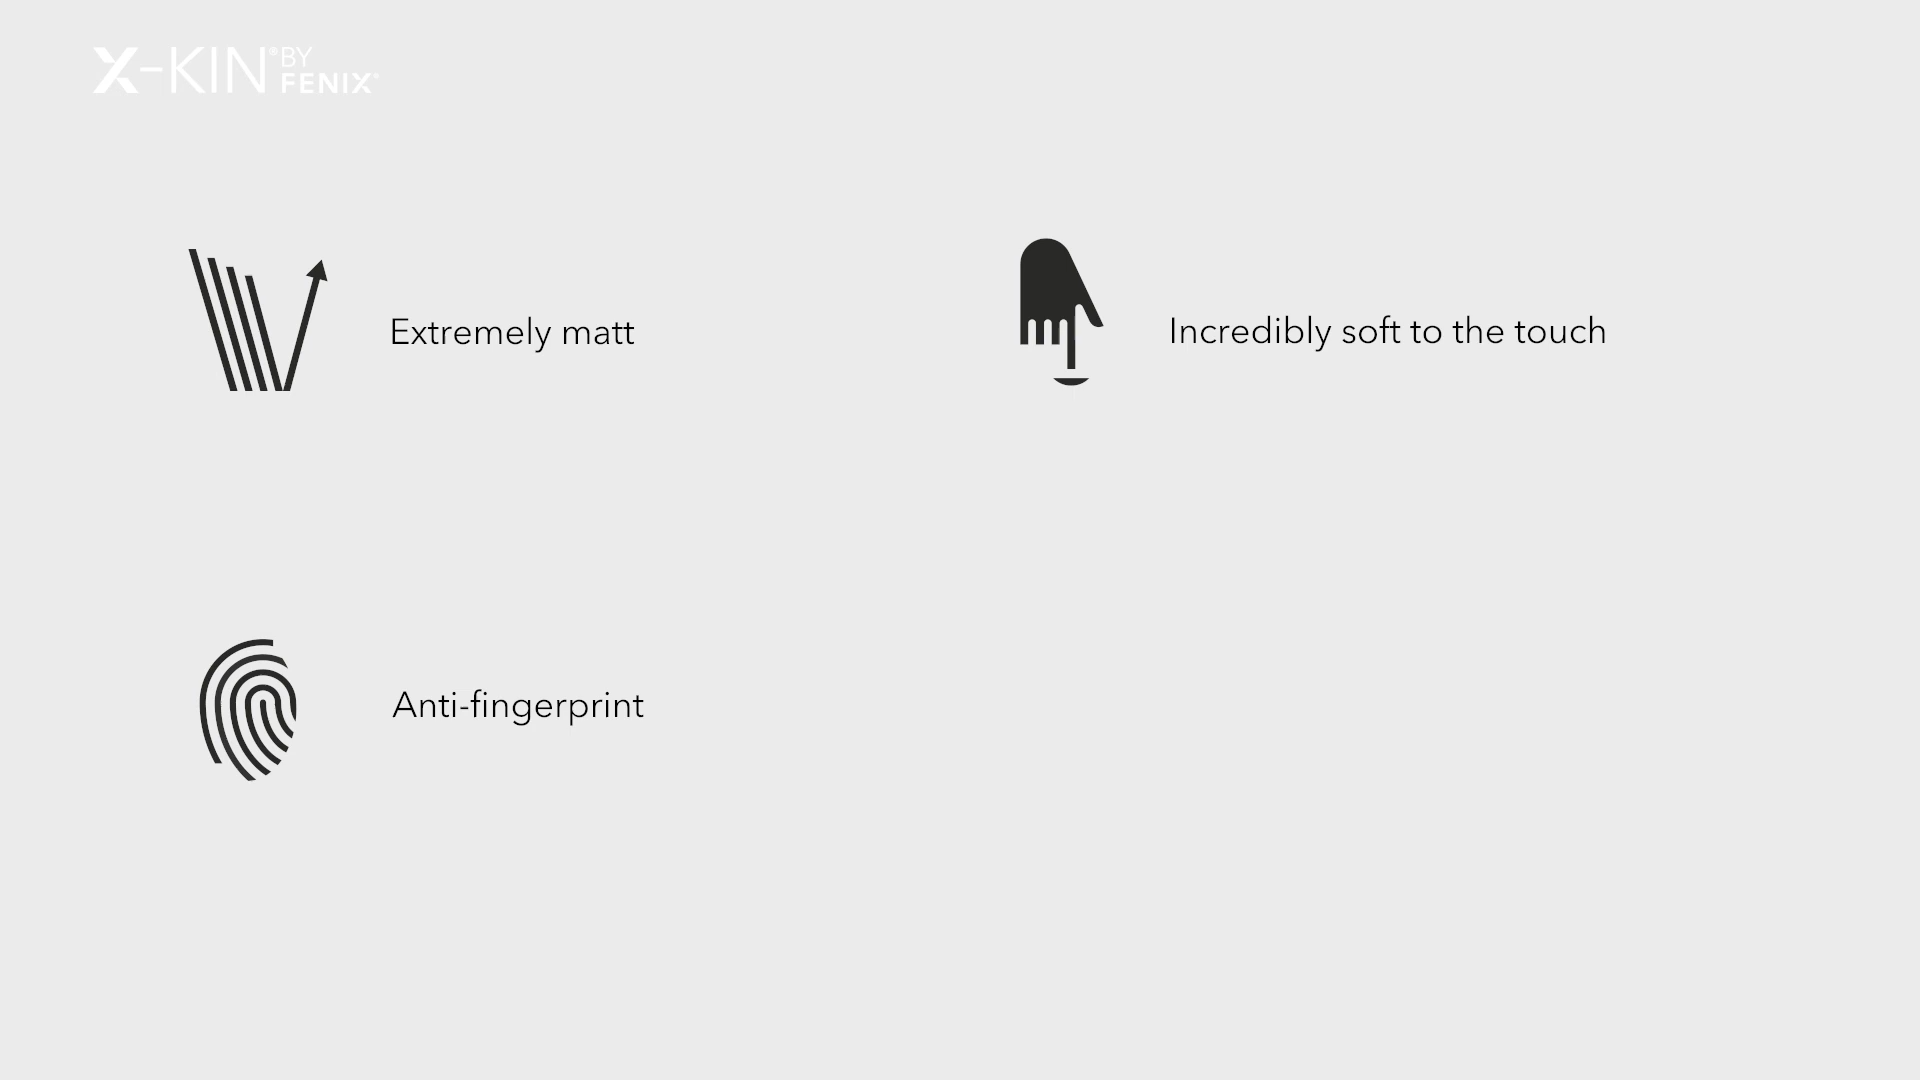 X-KIN® BY
FENIX®
Extremely matt
Incredibly soft to the touch
Anti-fingerprint